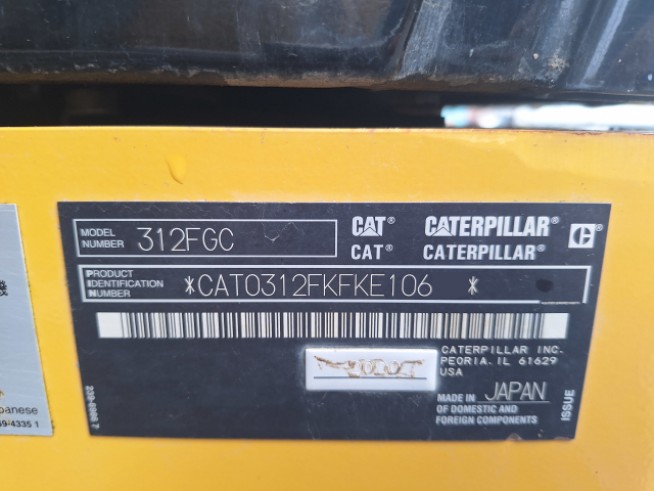 MODEL
NUMBER 312FGC
CAT® CATERPILLAR®
CAT® CATERPILLAR®
PRODUCT
IDENTIFICATION
NUMBER *CAT0312FKFKE106 *
CATERPILLAR INC.
PEORIA, IL 61629
USA
MADE IN JAPAN
OF DOMESTIC AND
FOREIGN COMPONENTS
ISSUE
機
panese